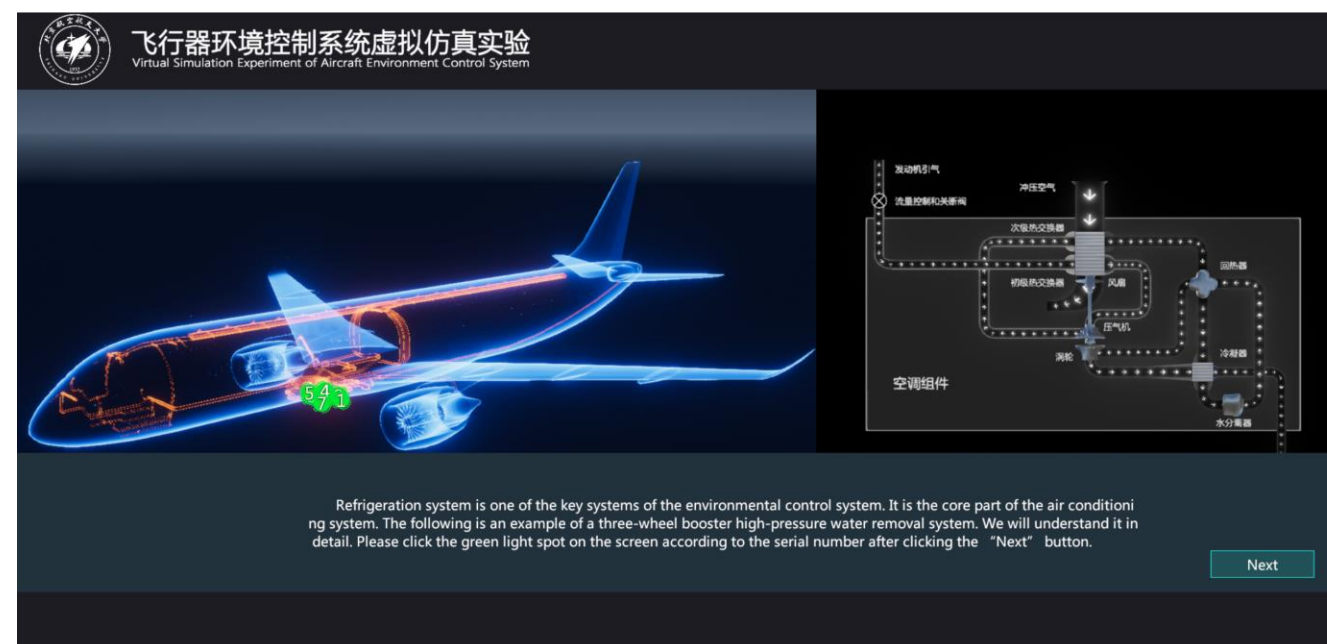 飞行器环境控制系统虚拟仿真实验
Virtual Simulation Experiment of Aircraft Environment Control System
5 4 7 1
发动机引气
流量控制和关断阀
冲压空气
次级热交换器
回热器
初级热交换器
风扇
压气机
涡轮
冷凝器
空调组件
水分离器
Refrigeration system is one of the key systems of the environmental control system. It is the core part of the air conditioni
ng system. The following is an example of a three-wheel booster high-pressure water removal system. We will understand it in
detail. Please click the green light spot on the screen according to the serial number after clicking the “Next” button.
Next